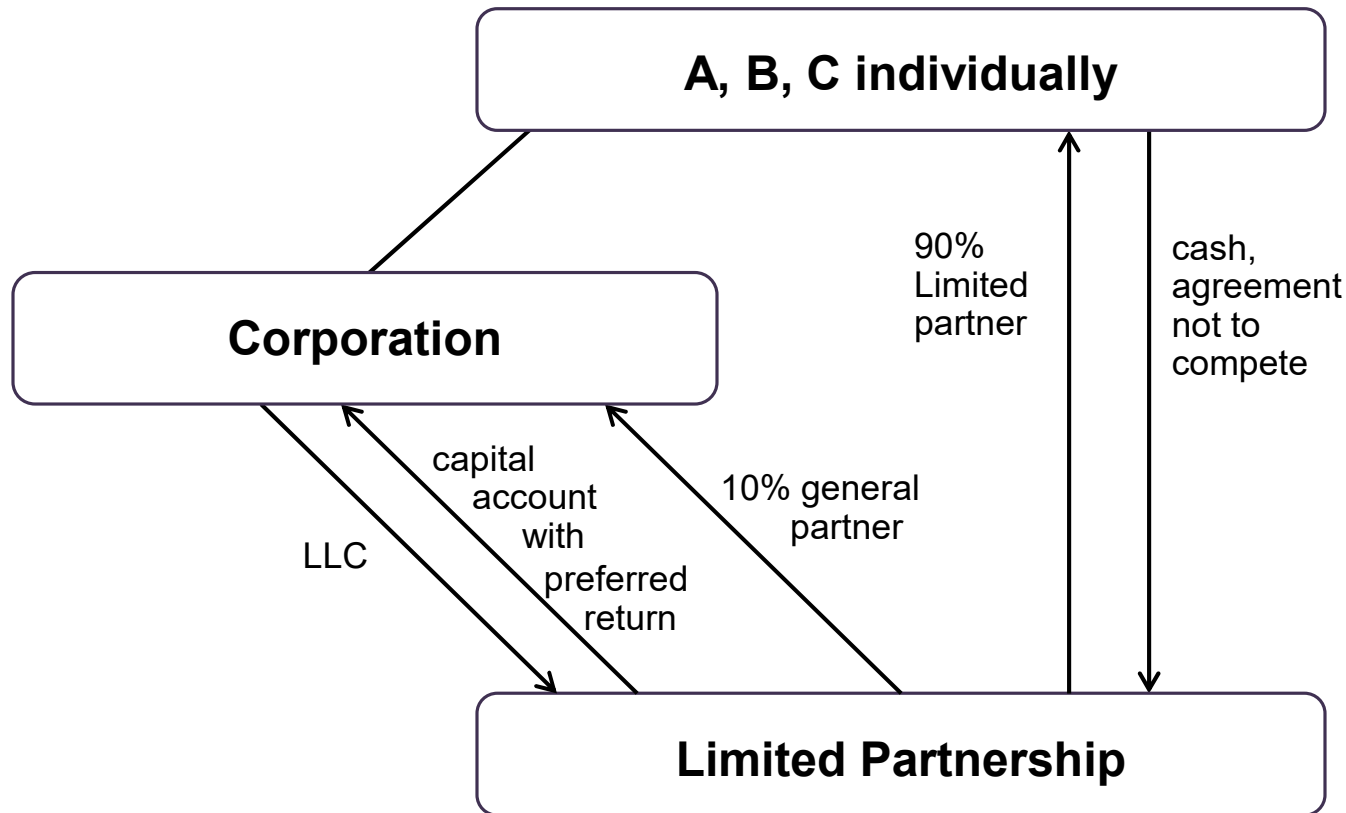 A, B, C individually
90%
Limited
partner
cash,
agreement
not to
compete
Corporation
capital
account
with
preferred
return
10% general
partner
LLC
Limited Partnership